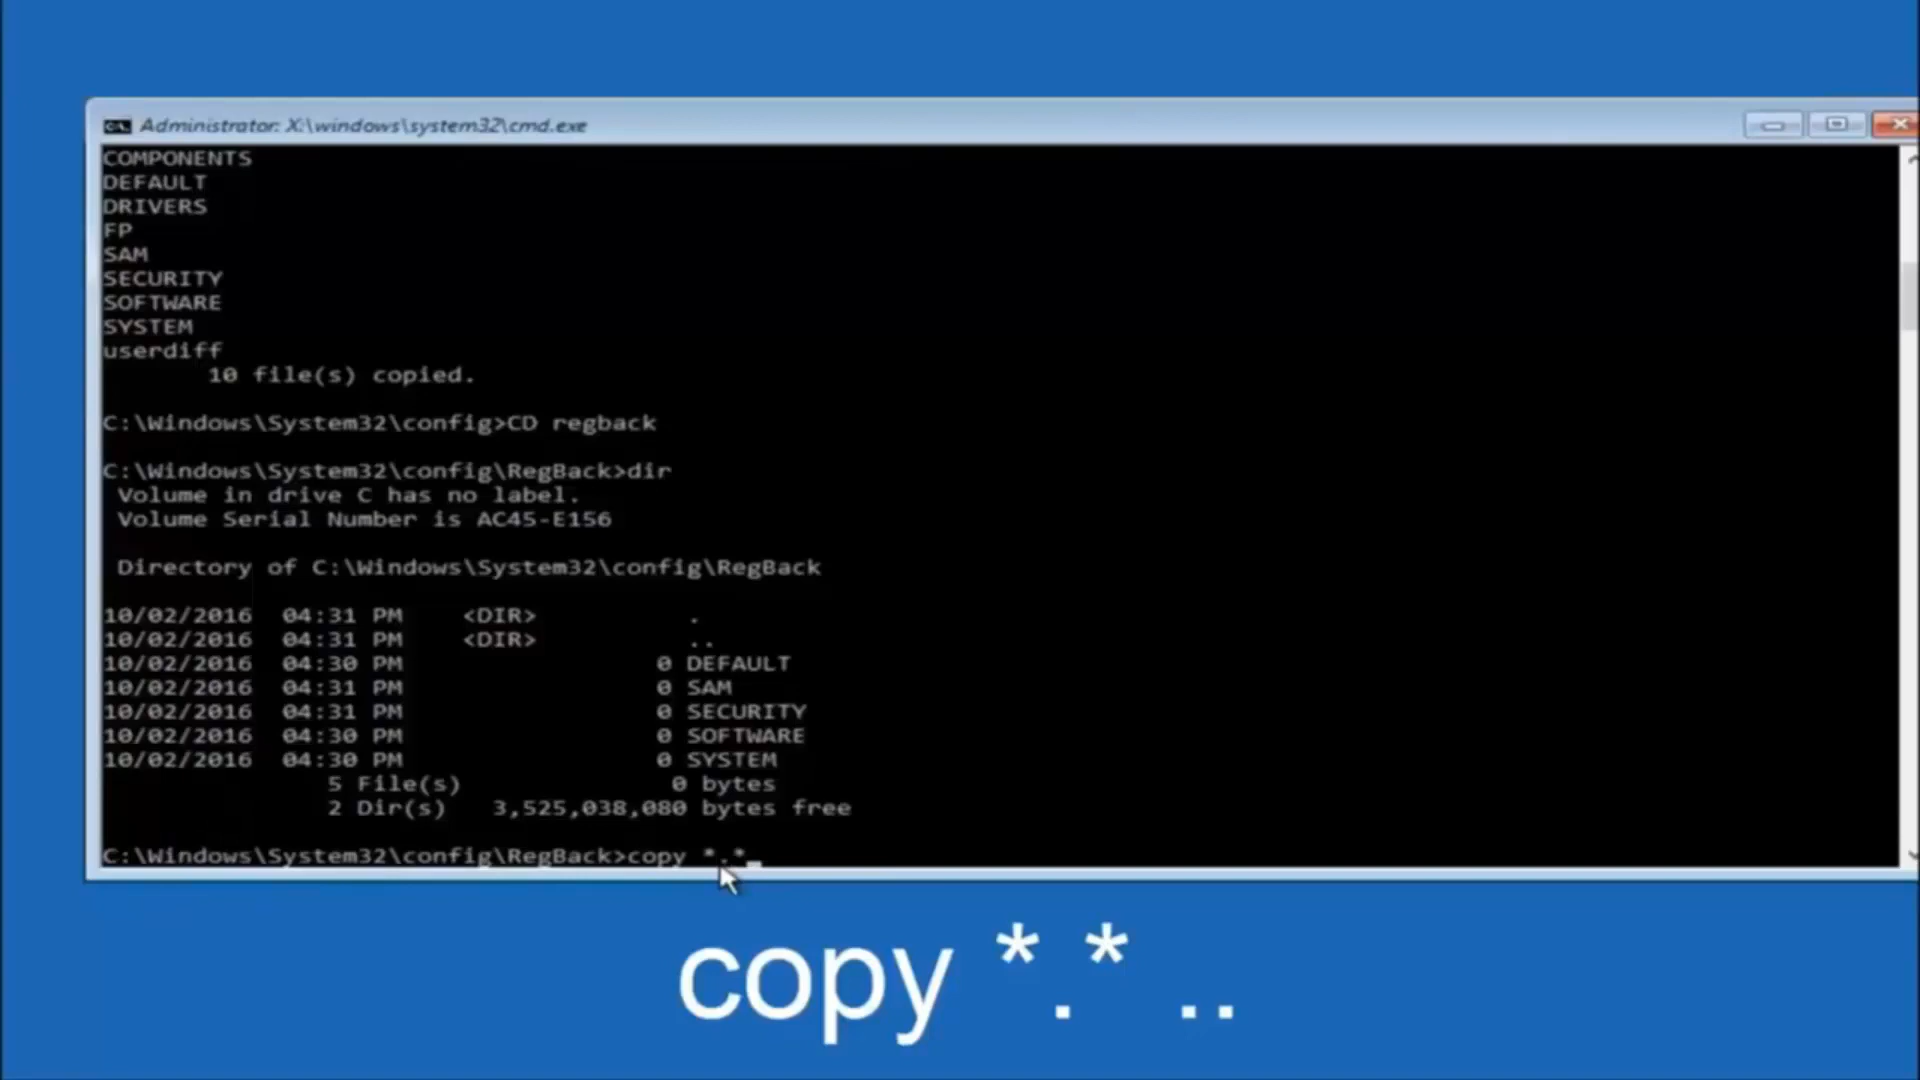 Administrator: X:\windows\system32\cmd.exe
COMPONENTS
DEFAULT
DRIVERS
FP
SAM
SECURITY
SOFTWARE
SYSTEM
userdiff
10 file(s) copied.
C:\Windows\System32\config>CD regback
C:\Windows\System32\config\RegBack>dir
Volume in drive C has no label.
Volume Serial Number is AC45-E156
Directory of C:\Windows\System32\config\RegBack
10/02/2016 04:31 PM <DIR> .
10/02/2016 04:31 PM <DIR> ..
10/02/2016 04:30 PM 0 DEFAULT
10/02/2016 04:31 PM 0 SAM
10/02/2016 04:31 PM 0 SECURITY
10/02/2016 04:30 PM 0 SOFTWARE
10/02/2016 04:30 PM 0 SYSTEM
5 File(s) 0 bytes
2 Dir(s) 3,525,038,080 bytes free
C:\Windows\System32\config\RegBack>copy *.*_
copy *.* ..